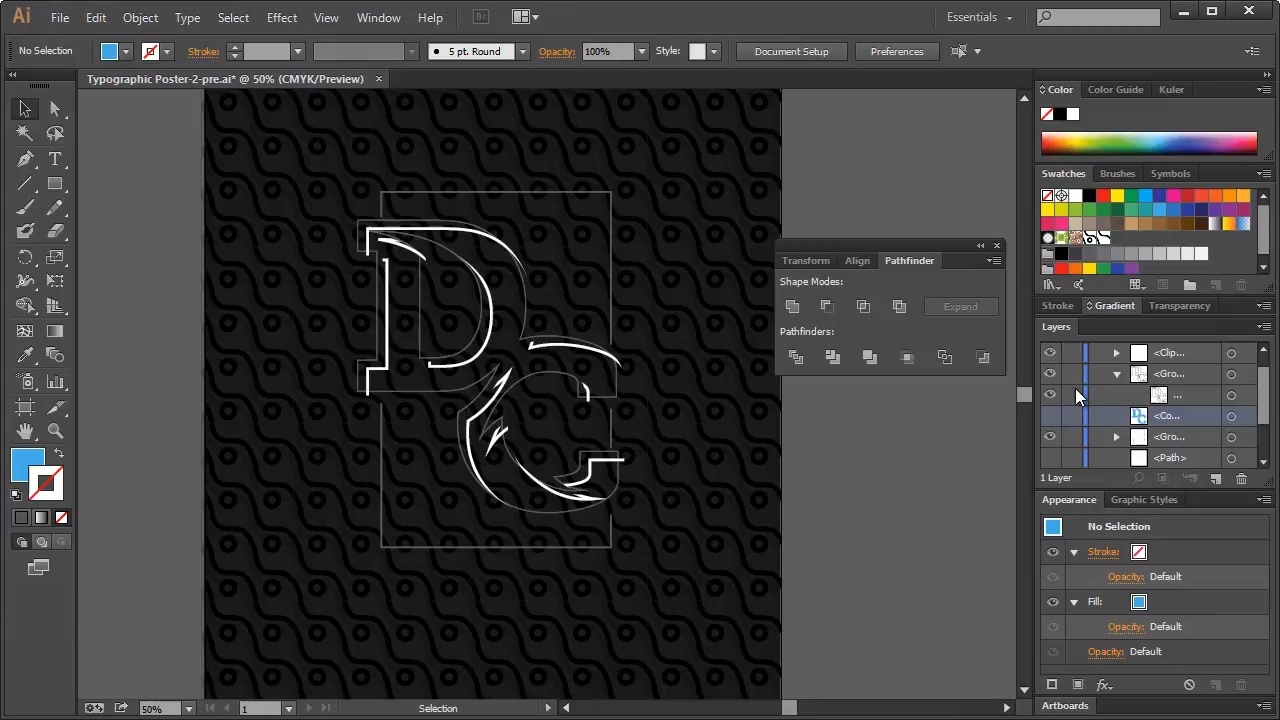 Ai File Edit Object Type Select Effect View Window Help Br Essentials
No Selection Stroke: 5 pt. Round Opacity: 100% Style: Document Setup Preferences
Typographic Poster-2-pre.ai* @ 50% (CMYK/Preview)
Color Color Guide Kuler
Swatches Brushes Symbols
Transform Align Pathfinder
Shape Modes:
Expand
Pathfinders:
Stroke Gradient Transparency
Layers
<Clip...
<Gro...
...
<Co...
<Gro...
<Path>
1 Layer
Appearance Graphic Styles
No Selection
Stroke:
Opacity: Default
Fill:
Opacity: Default
Opacity: Default
fx
Artboards
DC
50% 1 Selection